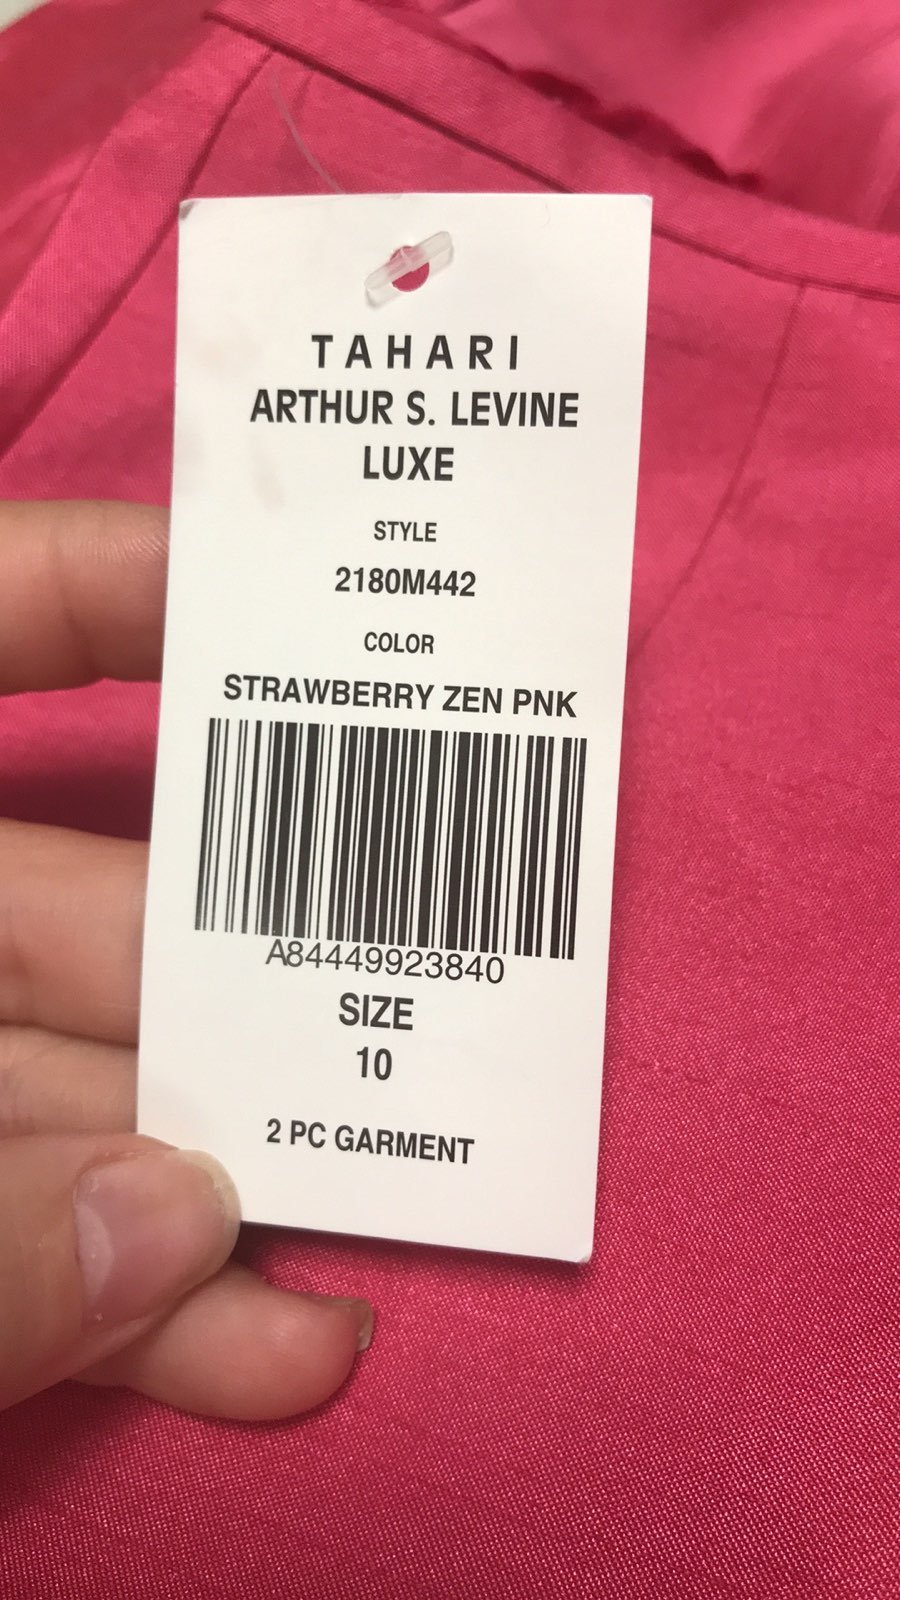 TAHARI
ARTHUR S. LEVINE
LUXE
STYLE
2180M442
COLOR
STRAWBERRY ZEN PNK
A84449923840
SIZE
10
2 PC GARMENT